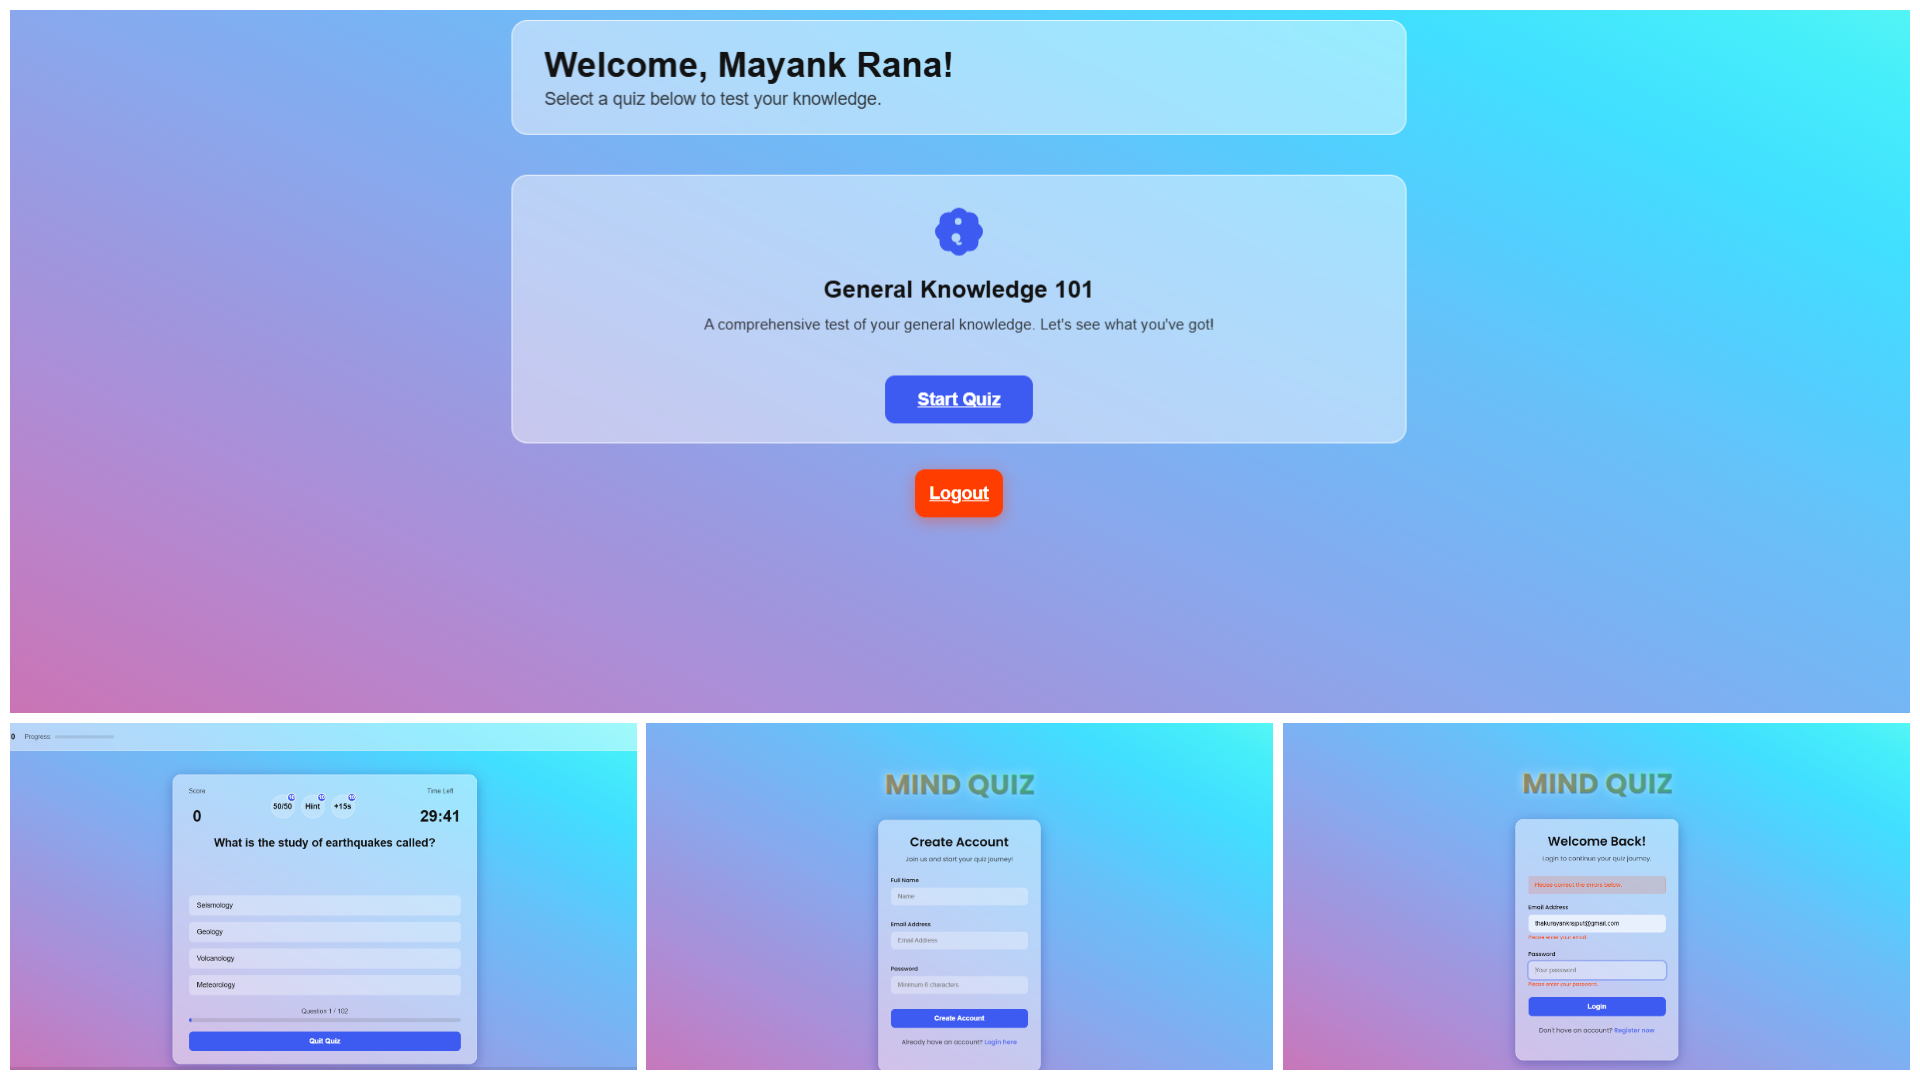 Welcome, Mayank Rana!
Select a quiz below to test your knowledge.
General Knowledge 101
A comprehensive test of your general knowledge. Let's see what you've got!
Start Quiz
Logout
0 Progress:
Score
Time Left
50/50 Hint +15s
0
29:41
What is the study of earthquakes called?
Seismology
Geology
Volcanology
Meteorology
Question 1 / 102
Quit Quiz
MIND QUIZ
Create Account
Join us and start your quiz journey!
Full Name
Name
Email Address
Email Address
Password
Minimum 6 characters
Create Account
Already have an account? Login here
MIND QUIZ
Welcome Back!
Login to continue your quiz journey.
Please correct the errors below.
Email Address
Please enter your email.
Password
Your password
Please enter your password.
Login
Don't have an account? Register now